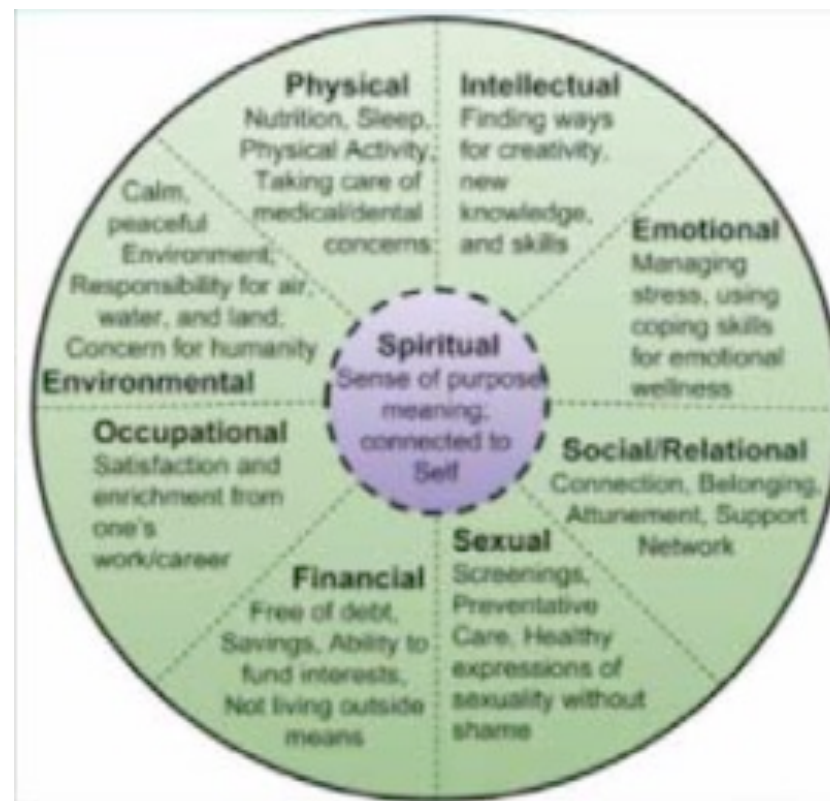 Physical
Nutrition, Sleep,
Physical Activity,
Taking care of
medical/dental
concerns
Intellectual
Finding ways
for creativity,
new
knowledge,
and skills
Emotional
Managing
stress, using
coping skills
for emotional
wellness
Social/Relational
Connection, Belonging,
Attunement, Support
Network
Sexual
Screenings,
Preventative
Care, Healthy
expressions of
sexuality without
shame
Financial
Free of debt,
Savings, Ability to
fund interests,
Not living outside
means
Occupational
Satisfaction and
enrichment from
one's
work/career
Calm,
peaceful
Environment;
Responsibility for air,
water, and land;
Concern for humanity
Environmental
Spiritual
Sense of purpose
meaning;
connected to
Self